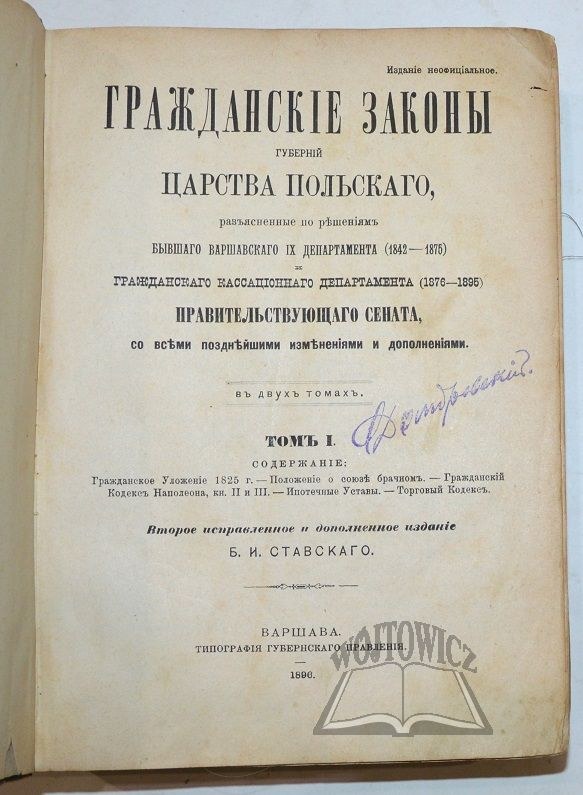 Изданіе неофиціальное.
ГРАЖДАНСКІЕ ЗАКОНЫ
ГУБЕРНІЙ
ЦАРСТВА ПОЛЬСКАГО,
разъясненные по рѣшеніямъ
БЫВШАГО ВАРШАВСКАГО IX ДЕПАРТАМЕНТА (1842—1875)
и
ГРАЖДАНСКАГО КАССАЦІОННАГО ДЕПАРТАМЕНТА (1876—1895)
ПРАВИТЕЛЬСТВУЮЩАГО СЕНАТА,
СО ВСѢМИ ПОЗДНѢЙШИМИ ИЗМѢНЕНІЯМИ И ДОПОЛНЕНІЯМИ.
ВЪ ДВУХЪ ТОМАХЪ.
ТОМЪ I.
СОДЕРЖАНІЕ:
Гражданское Уложеніе 1825 г. — Положеніе о союзѣ брачномъ. — Гражданскій
Кодексъ Наполеона, кн. II и III. — Ипотечные Уставы. — Торговый Кодексъ.
Второе исправленное и дополненное изданіе
Б. И. СТАВСКАГО.
ВАРШАВА.
ТИПОГРАФІЯ ГУБЕРНСКАГО ПРАВЛЕНІЯ.
1896.
WÓJTOWICZ